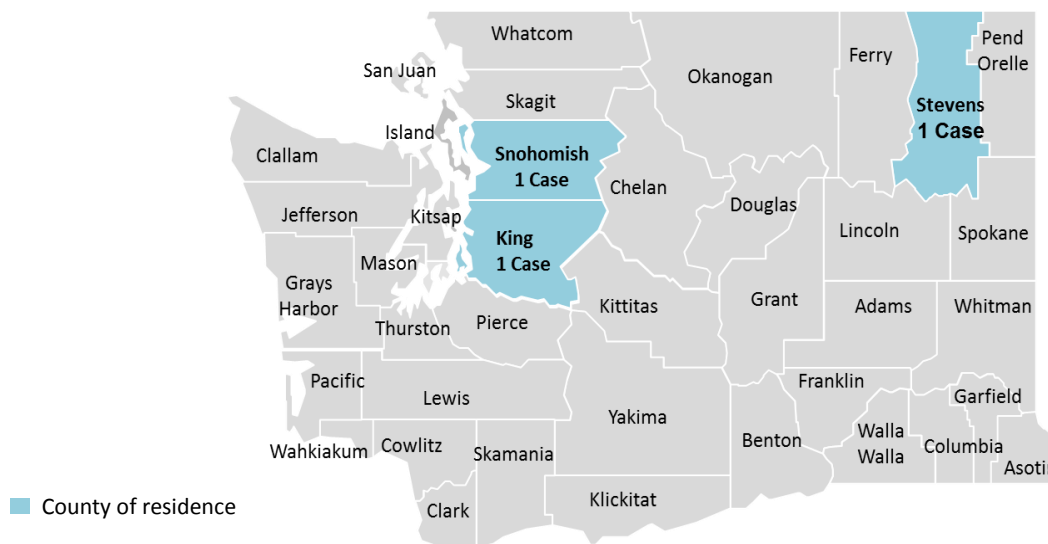 Whatcom
San Juan
Skagit
Island
Clallam
Snohomish
1 Case
Jefferson
Kitsap
King
1 Case
Mason
Grays
Harbor
Thurston
Pierce
Pacific
Lewis
Wahkiakum
Cowlitz
Skamania
Clark
Okanogan
Ferry
Stevens
1 Case
Pend
Orelle
Chelan
Douglas
Lincoln
Spokane
Kittitas
Grant
Adams
Whitman
Yakima
Benton
Franklin
Walla
Walla
Columbia
Garfield
Asotin
Klickitat
County of residence